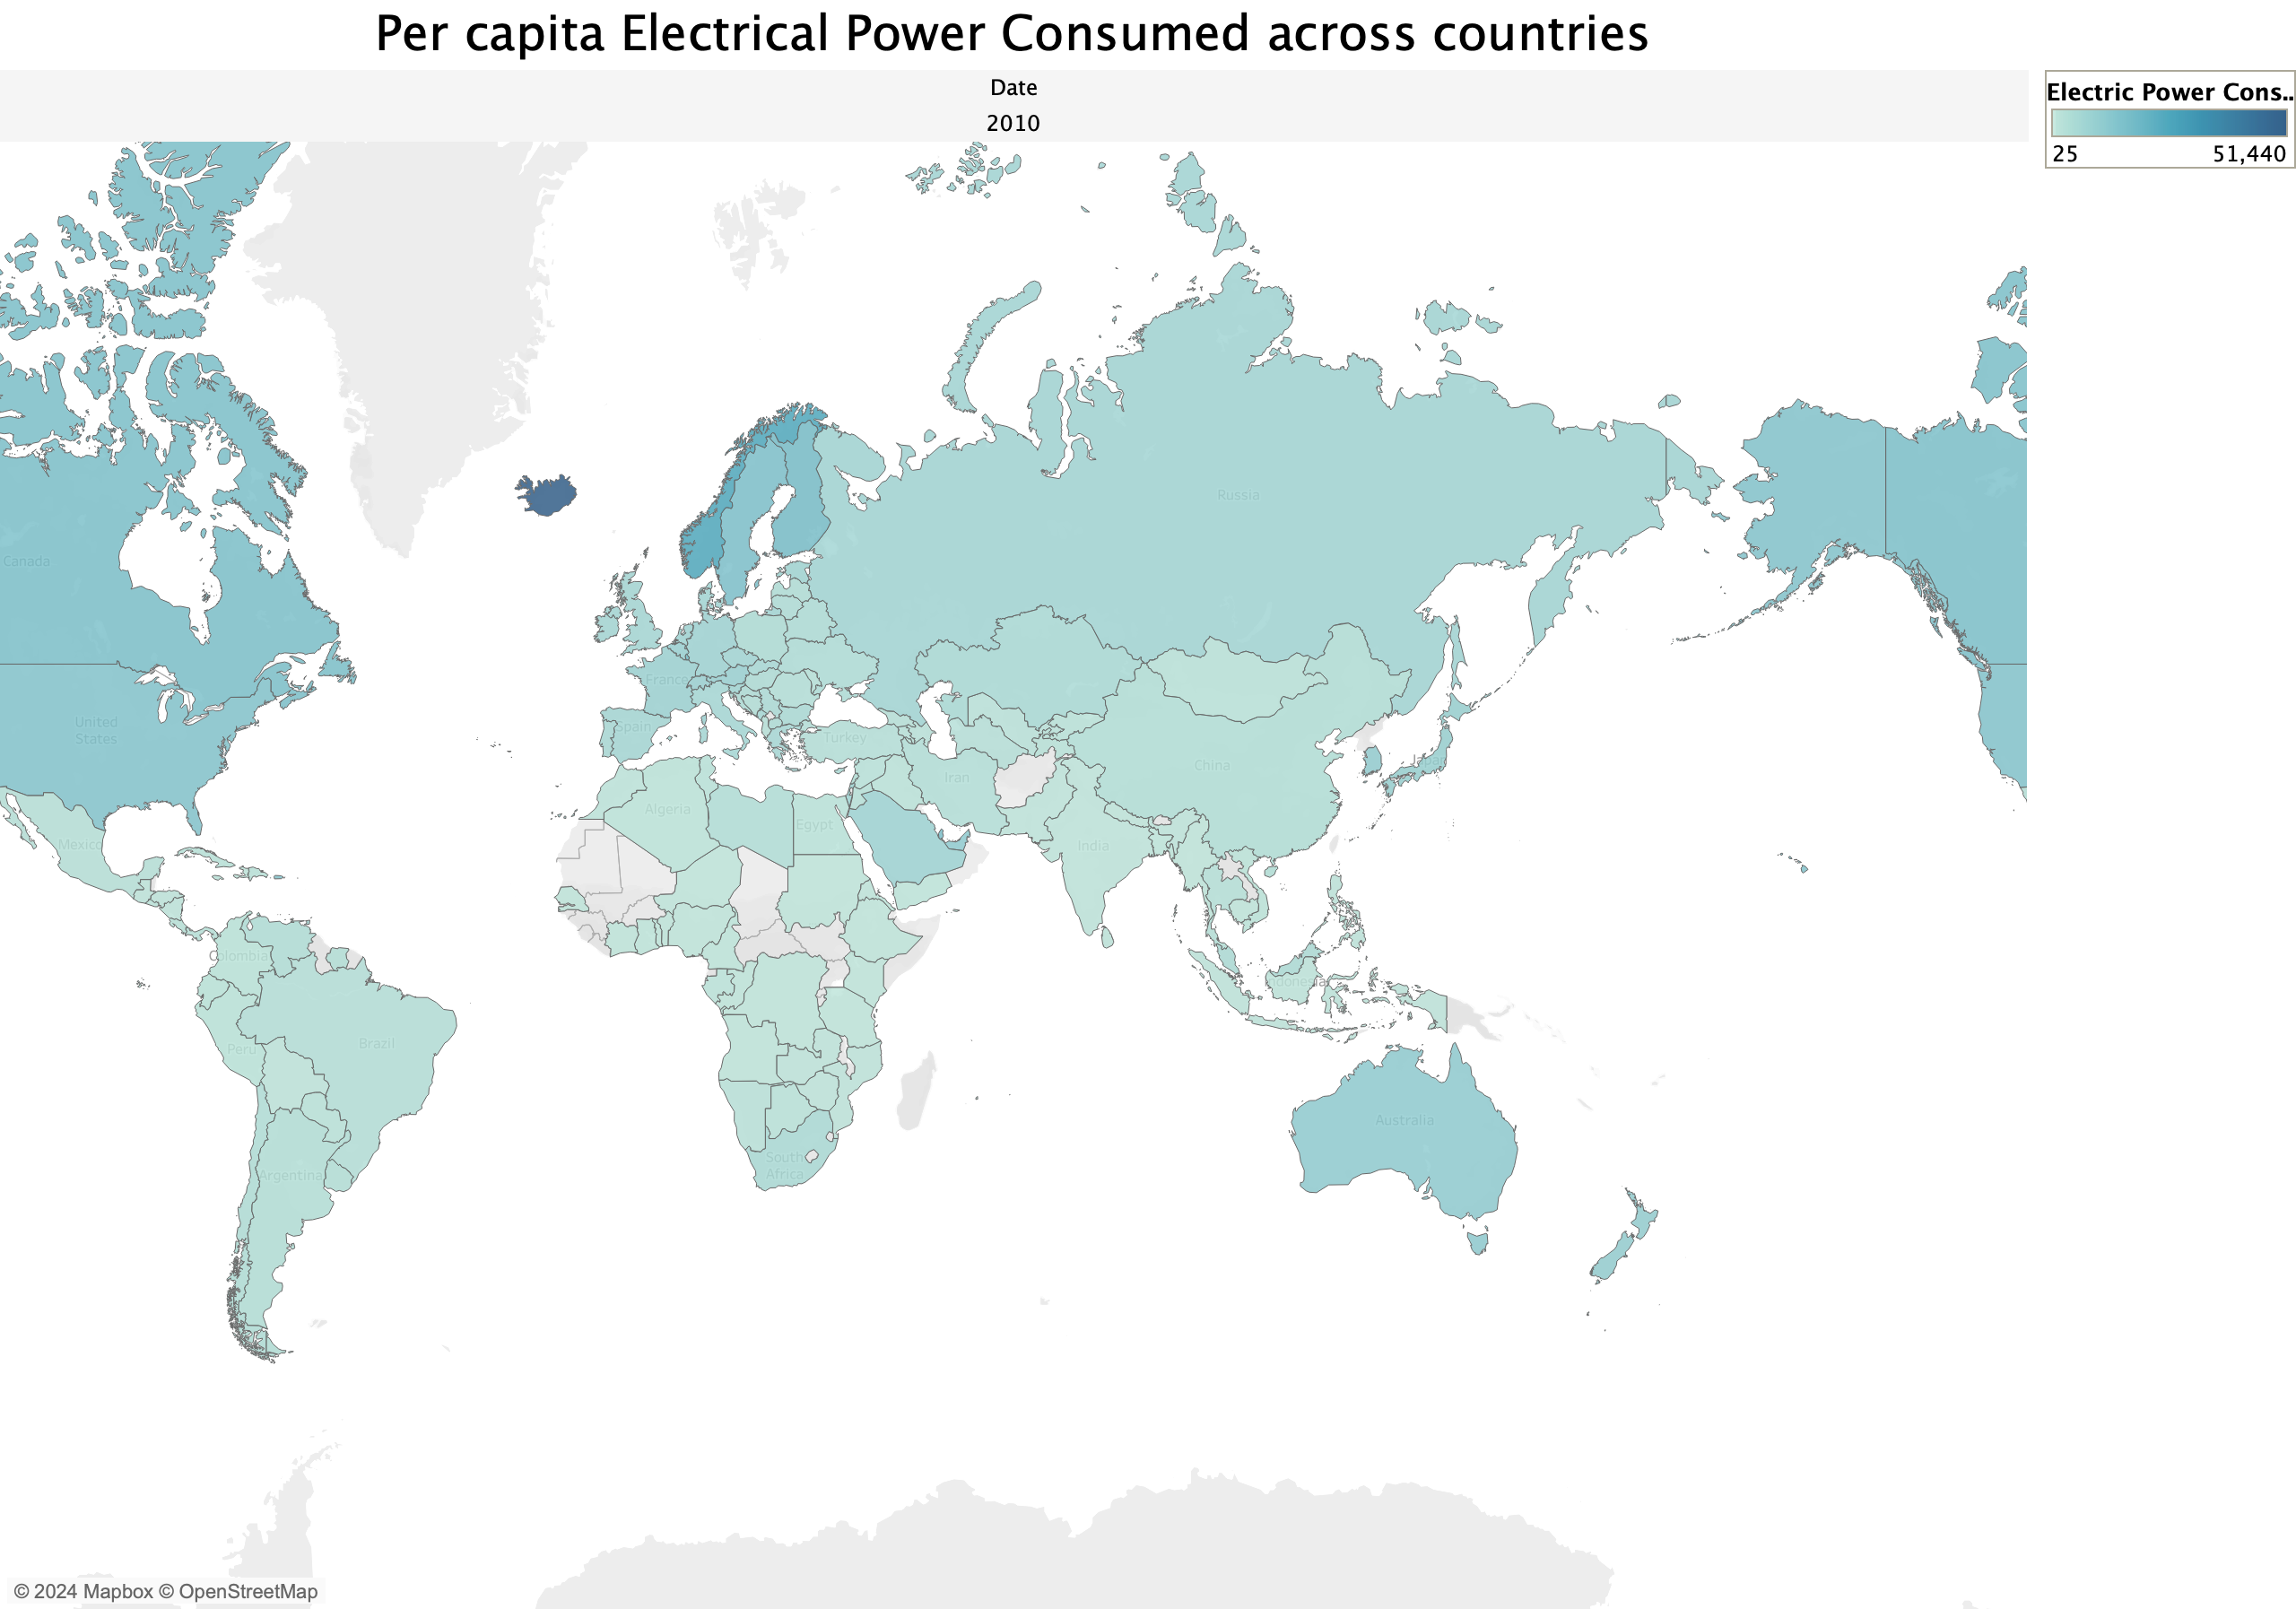 Per capita Electrical Power Consumed across countries
Date
2010
Electric Power Cons..
25
51,440
Russia
Canada
United
States
France
Spain
Turkey
Iran
China
Japan
Algeria
Egypt
India
Mexico
Colombia
Indonesia
Peru
Brazil
Argentina
South
Africa
Australia
© 2024 Mapbox © OpenStreetMap